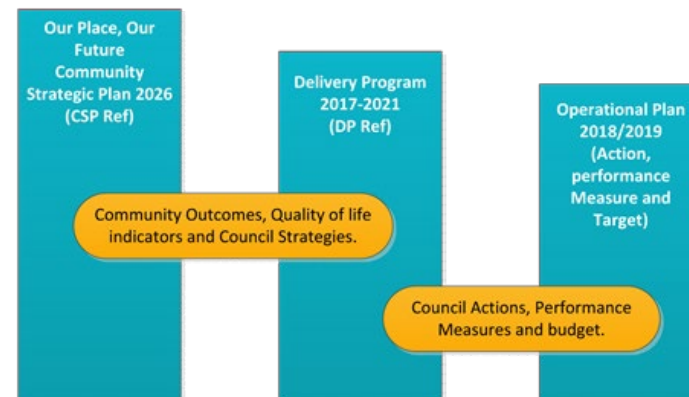 Our Place, Our
Future
Community
Strategic Plan 2026
(CSP Ref)
Delivery Program
2017-2021
(DP Ref)
Operational Plan
2018/2019
(Action,
performance
Measure and
Target)
Community Outcomes, Quality of life
indicators and Council Strategies.
Council Actions, Performance
Measures and budget.